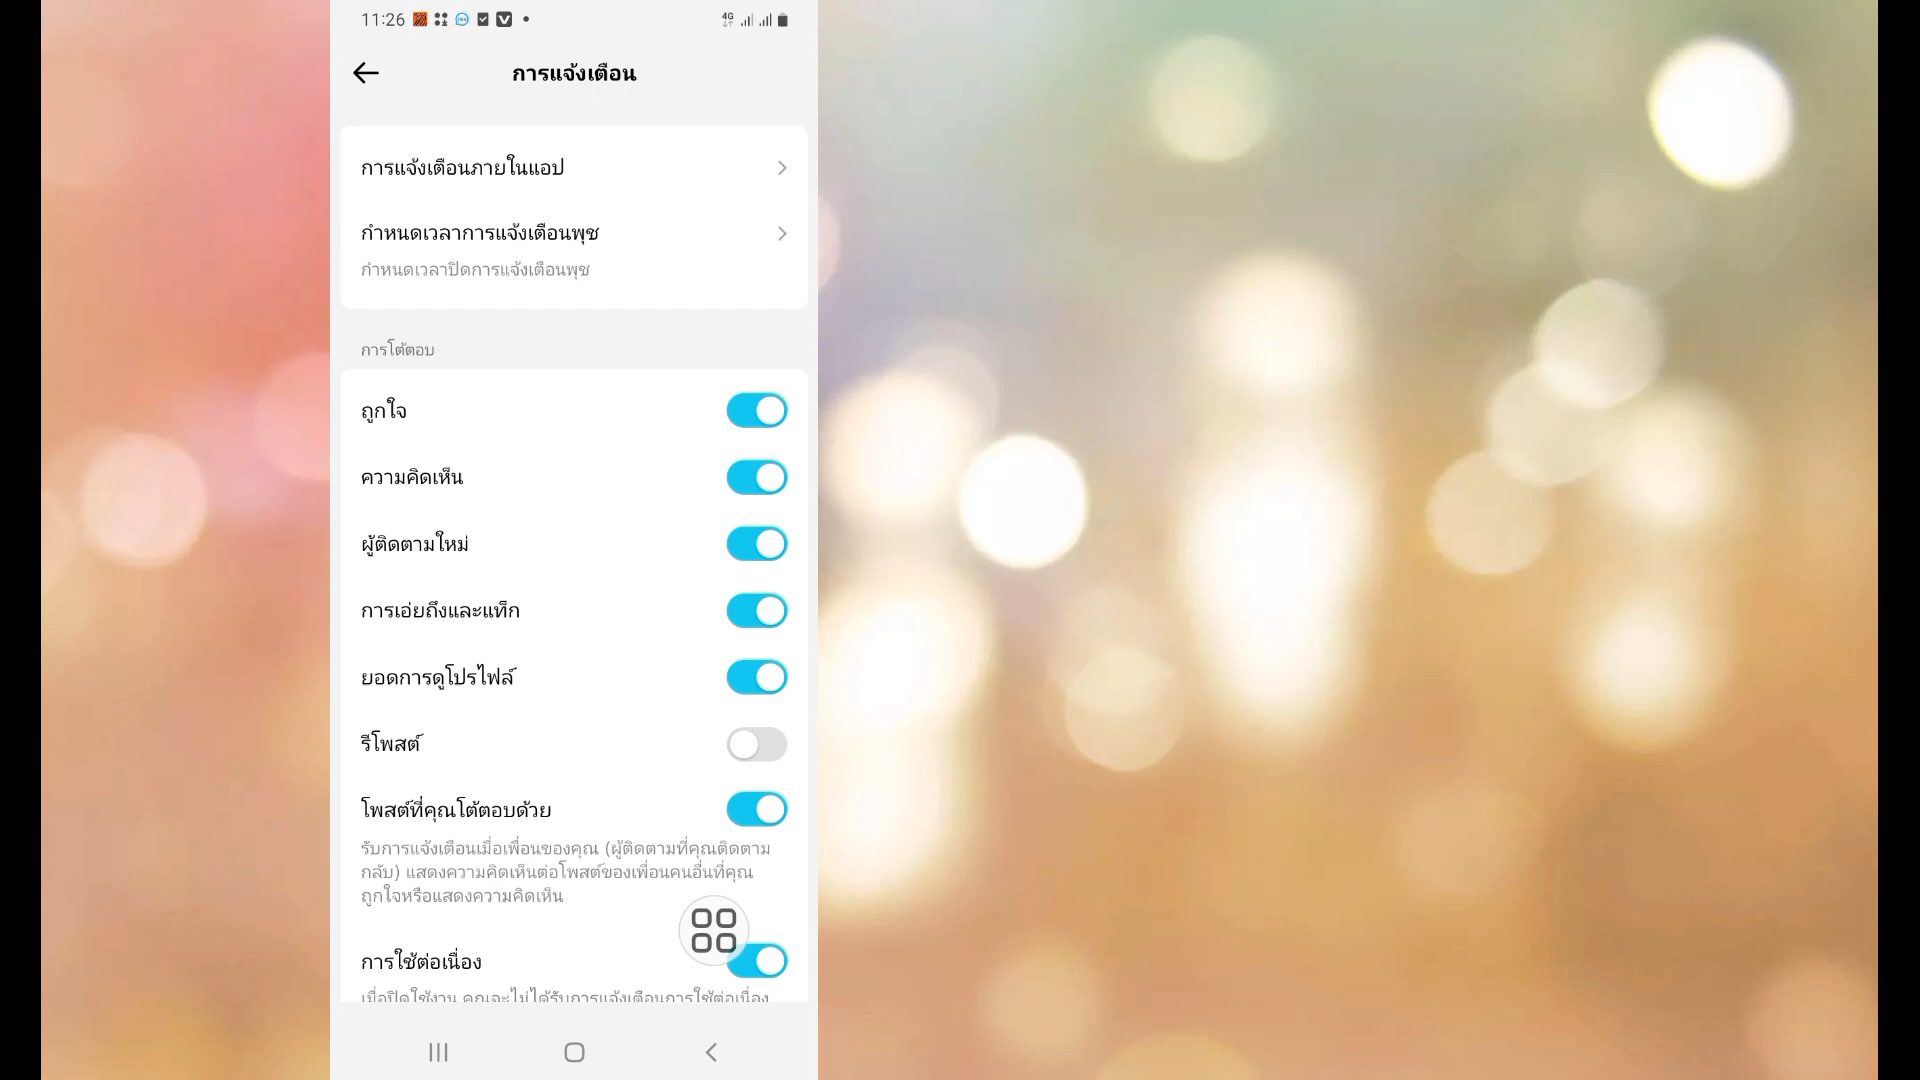 11:26
4G
การแจ้งเตือน
การแจ้งเตือนภายในแอป
กำหนดเวลาการแจ้งเตือนพุช
กำหนดเวลาปิดการแจ้งเตือนพุช
การโต้ตอบ
ถูกใจ
ความคิดเห็น
ผู้ติดตามใหม่
การเอ่ยถึงและแท็ก
ยอดการดูโปรไฟล์
รีโพสต์
โพสต์ที่คุณโต้ตอบด้วย
รับการแจ้งเตือนเมื่อเพื่อนของคุณ (ผู้ติดตามที่คุณติดตาม
กลับ) แสดงความคิดเห็นต่อโพสต์ของเพื่อนคนอื่นที่คุณ
ถูกใจหรือแสดงความคิดเห็น
การใช้ต่อเนื่อง
เมื่อปิดใช้งาน คุณจะไม่ได้รับการแจ้งเตือนการใช้ต่อเนื่อง